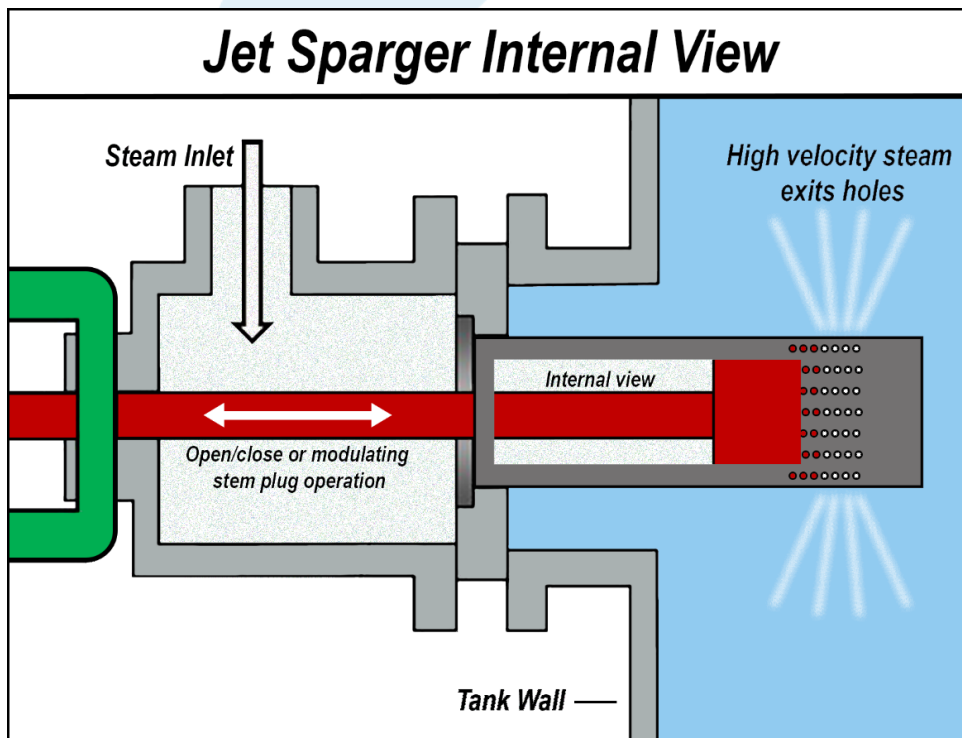 Jet Sparger Internal View
Steam Inlet
High velocity steam
exits holes
Internal view
Open/close or modulating
stem plug operation
Tank Wall